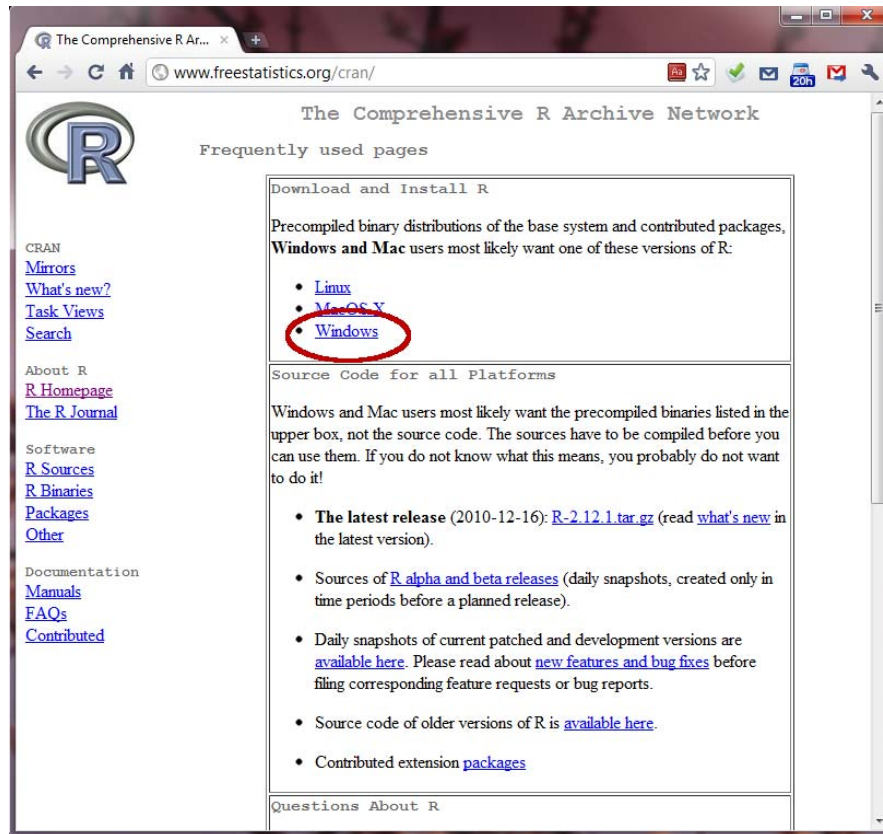 The Comprehensive R Ar...
www.freestatistics.org/cran/
Aa
20h
R
CRAN
Mirrors
What's new?
Task Views
Search
About R
R Homepage
The R Journal
Software
R Sources
R Binaries
Packages
Other
Documentation
Manuals
FAQs
Contributed
The Comprehensive R Archive Network
Frequently used pages
Download and Install R
Precompiled binary distributions of the base system and contributed packages,
Windows and Mac users most likely want one of these versions of R:
• Linux
• MacOS X
• Windows
Source Code for all Platforms
Windows and Mac users most likely want the precompiled binaries listed in the
upper box, not the source code. The sources have to be compiled before you
can use them. If you do not know what this means, you probably do not want
to do it!
• The latest release (2010-12-16): R-2.12.1.tar.gz (read what's new in
the latest version).
• Sources of R alpha and beta releases (daily snapshots, created only in
time periods before a planned release).
• Daily snapshots of current patched and development versions are
available here. Please read about new features and bug fixes before
filing corresponding feature requests or bug reports.
• Source code of older versions of R is available here.
• Contributed extension packages
Questions About R